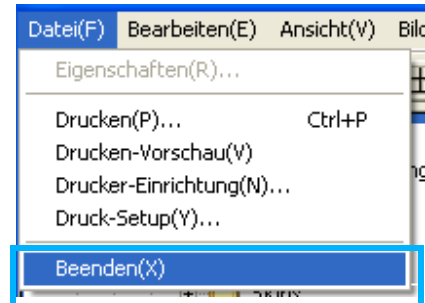 Datei(F) Bearbeiten(E) Ansicht(V)
Eigenschaften(R)...
Drucken(P)... Ctrl+P
Drucken-Vorschau(V)
Drucker-Einrichtung(N)...
Druck-Setup(Y)...
Beenden(X)